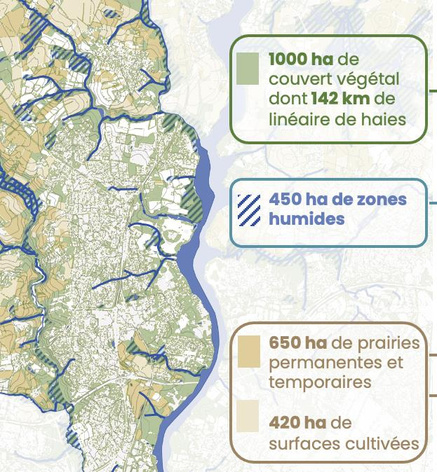 1000 ha de
couvert végétal
dont 142 km de
linéaire de haies
450 ha de zones
humides
650 ha de prairies
permanentes et
temporaires
420 ha de
surfaces cultivées